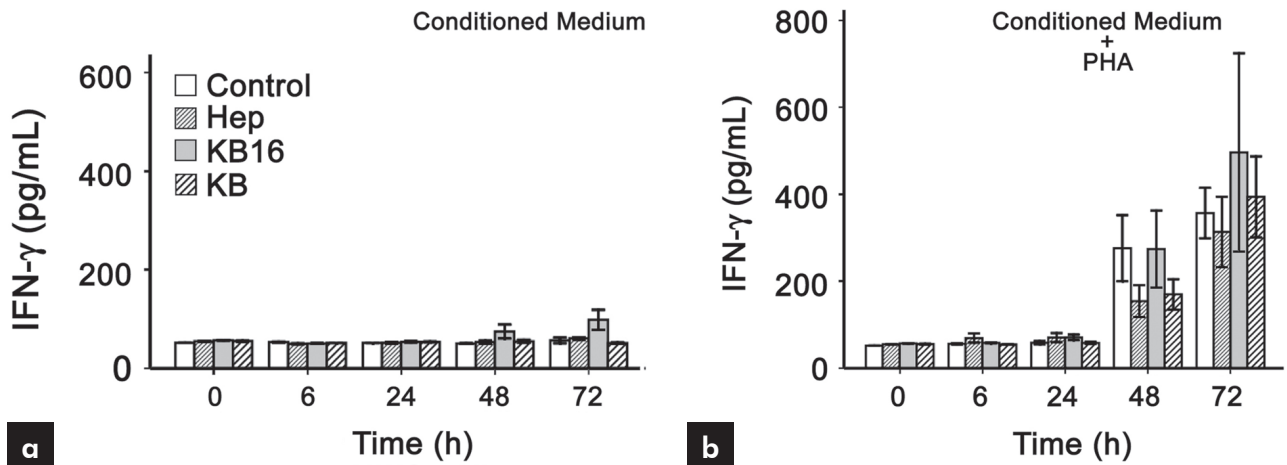 Conditioned Medium
IFN-γ (pg/mL)
600
400
200
0
Control
Hep
KB16
KB
0 6 24 48 72
Time (h)
a
Conditioned Medium
+
PHA
IFN-γ (pg/mL)
800
600
400
200
0
0 6 24 48 72
Time (h)
b